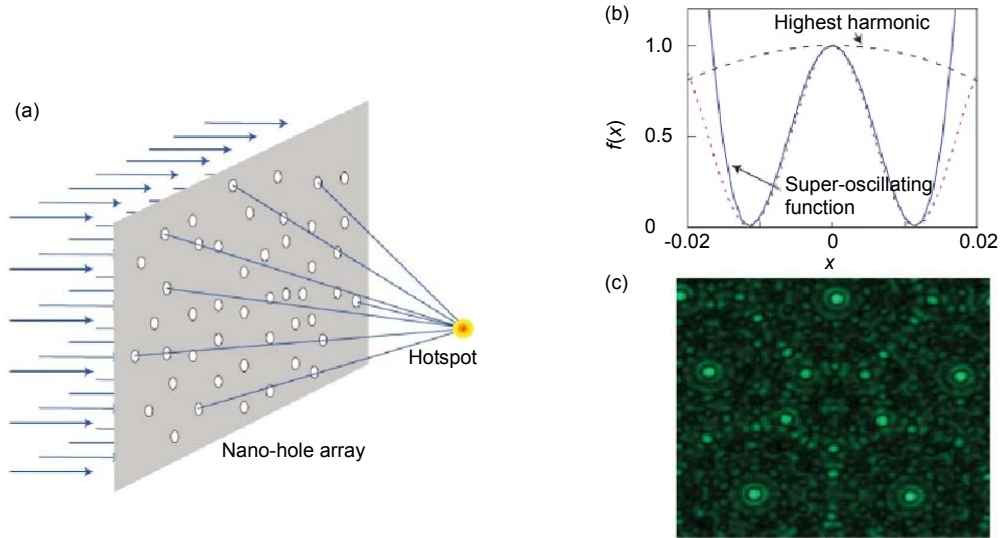 (a)
Hotspot
Nano-hole array
(b)
Highest harmonic
1.0
0.5
0
f(x)
Super-oscillating
function
-0.02
0
0.02
x
(c)